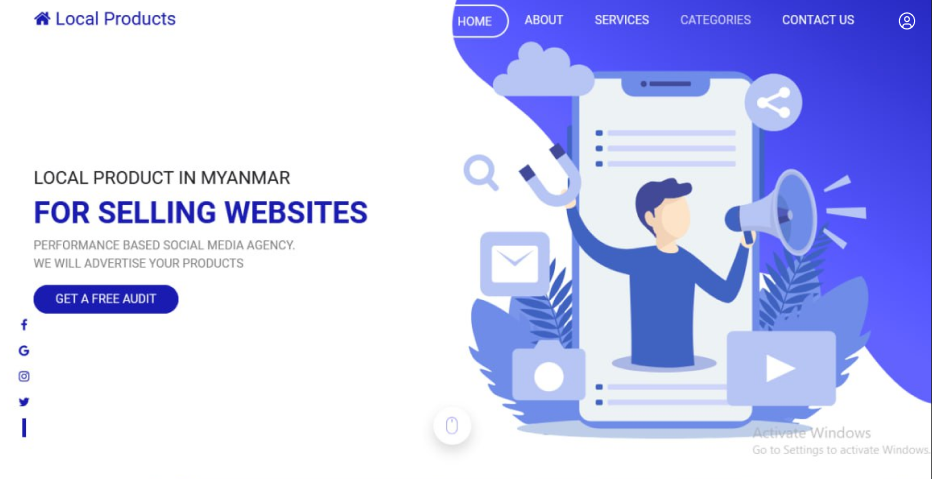 Local Products
HOME
ABOUT
SERVICES
CATEGORIES
CONTACT US
LOCAL PRODUCT IN MYANMAR
FOR SELLING WEBSITES
PERFORMANCE BASED SOCIAL MEDIA AGENCY.
WE WILL ADVERTISE YOUR PRODUCTS
GET A FREE AUDIT
Activate Windows
Go to Settings to activate Windows.